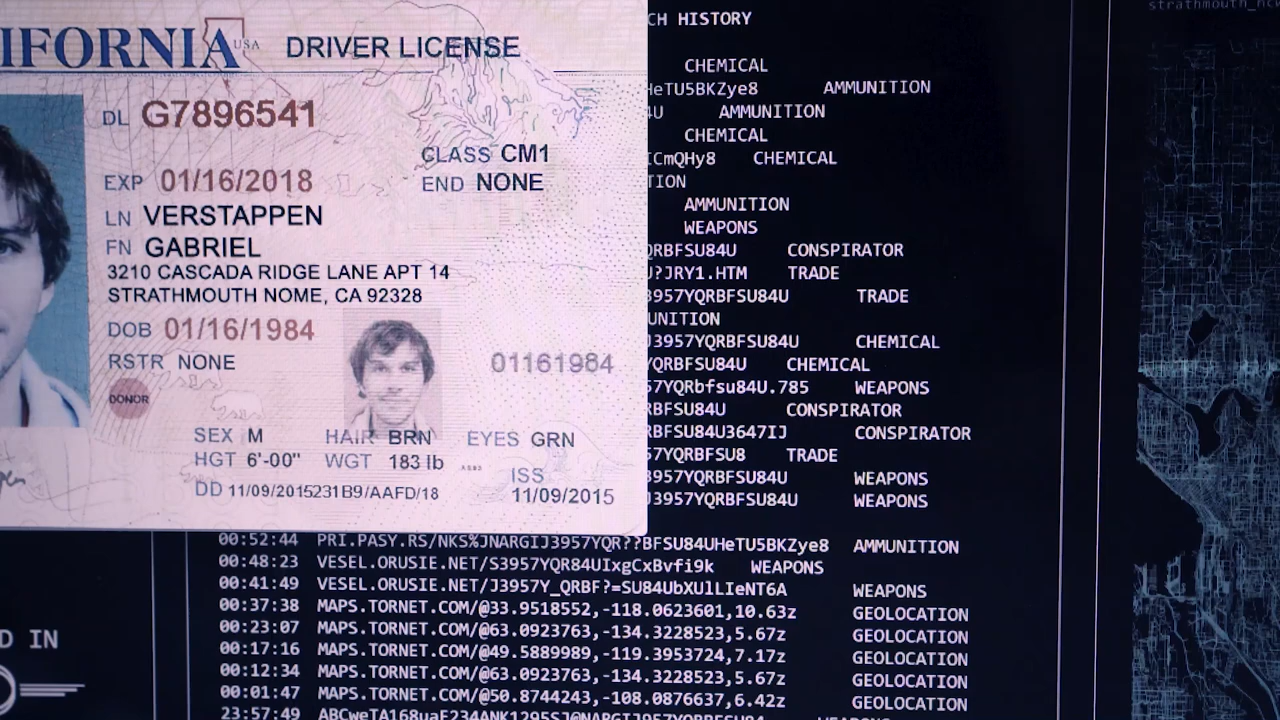 IFORNIA USA DRIVER LICENSE
DL G7896541
CLASS CM1
EXP 01/16/2018
END NONE
LN VERSTAPPEN
FN GABRIEL
3210 CASCADA RIDGE LANE APT 14
STRATHMOUTH NOME, CA 92328
DOB 01/16/1984
RSTR NONE
01161984
DONOR
SEX M HAIR BRN EYES GRN
HGT 6'-00" WGT 183 lb
ISS
DD 11/09/2015231B9/AAFD/18 11/09/2015
CH HISTORY
CHEMICAL
HeTU5BKZye8 AMMUNITION
4U AMMUNITION
CHEMICAL
ICmQHy8 CHEMICAL
TION
AMMUNITION
WEAPONS
QRBFSU84U CONSPIRATOR
U?JRY1.HTM TRADE
3957YQRBFSU84U TRADE
UNITION
J3957YQRBFSU84U CHEMICAL
YQRBFSU84U CHEMICAL
57YQRbfsu84U.785 WEAPONS
RBFSU84U CONSPIRATOR
RBFSU84U3647IJ CONSPIRATOR
57YQRBFSU8 TRADE
3957YQRBFSU84U WEAPONS
J3957YQRBFSU84U WEAPONS
00:52:44 PRI.PASY.RS/NKS%JNARGIJ3957YQR??BFSU84UHeTU5BKZye8 AMMUNITION
00:48:23 VESEL.ORUSIE.NET/S3957YQR84UIxgCxBvfi9k WEAPONS
00:41:49 VESEL.ORUSIE.NET/J3957Y_QRBF?=SU84UbXUlLIeNT6A WEAPONS
00:37:38 MAPS.TORNET.COM/@33.9518552,-118.0623601,10.63z GEOLOCATION
00:23:07 MAPS.TORNET.COM/@63.0923763,-134.3228523,5.67z GEOLOCATION
00:17:16 MAPS.TORNET.COM/@49.5889989,-119.3953724,7.17z GEOLOCATION
00:12:34 MAPS.TORNET.COM/@63.0923763,-134.3228523,5.67z GEOLOCATION
00:01:47 MAPS.TORNET.COM/@50.8744243,-108.0876637,6.42z GEOLOCATION
23:57:49
D IN